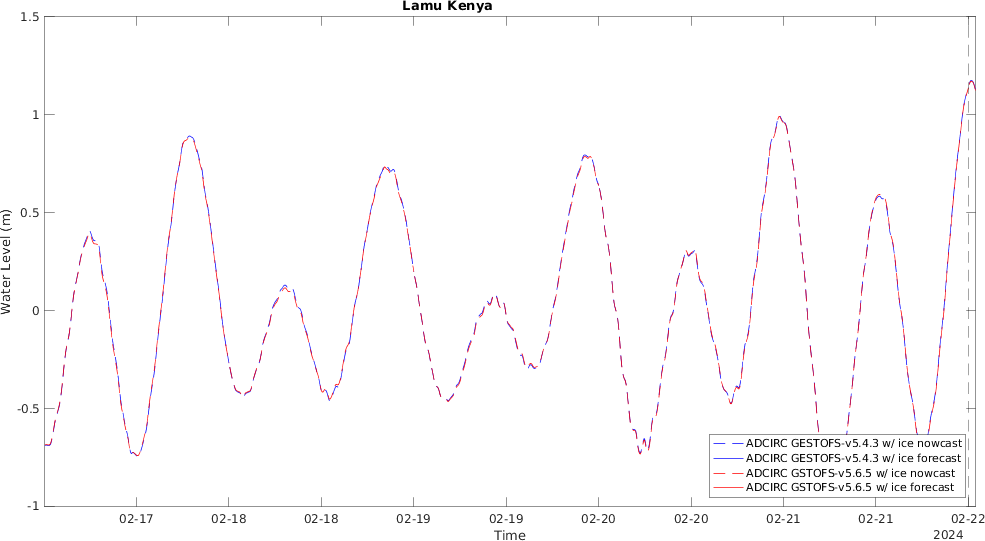 Lamu Kenya
1.5
1
0.5
0
-0.5
-1
Water Level (m)
02-17
02-18
02-18
02-19
02-19
02-20
02-20
02-21
02-21
02-22
2024
Time
ADCIRC GESTOFS-v5.4.3 w/ ice nowcast
ADCIRC GESTOFS-v5.4.3 w/ ice forecast
ADCIRC GSTOFS-v5.6.5 w/ ice nowcast
ADCIRC GSTOFS-v5.6.5 w/ ice forecast